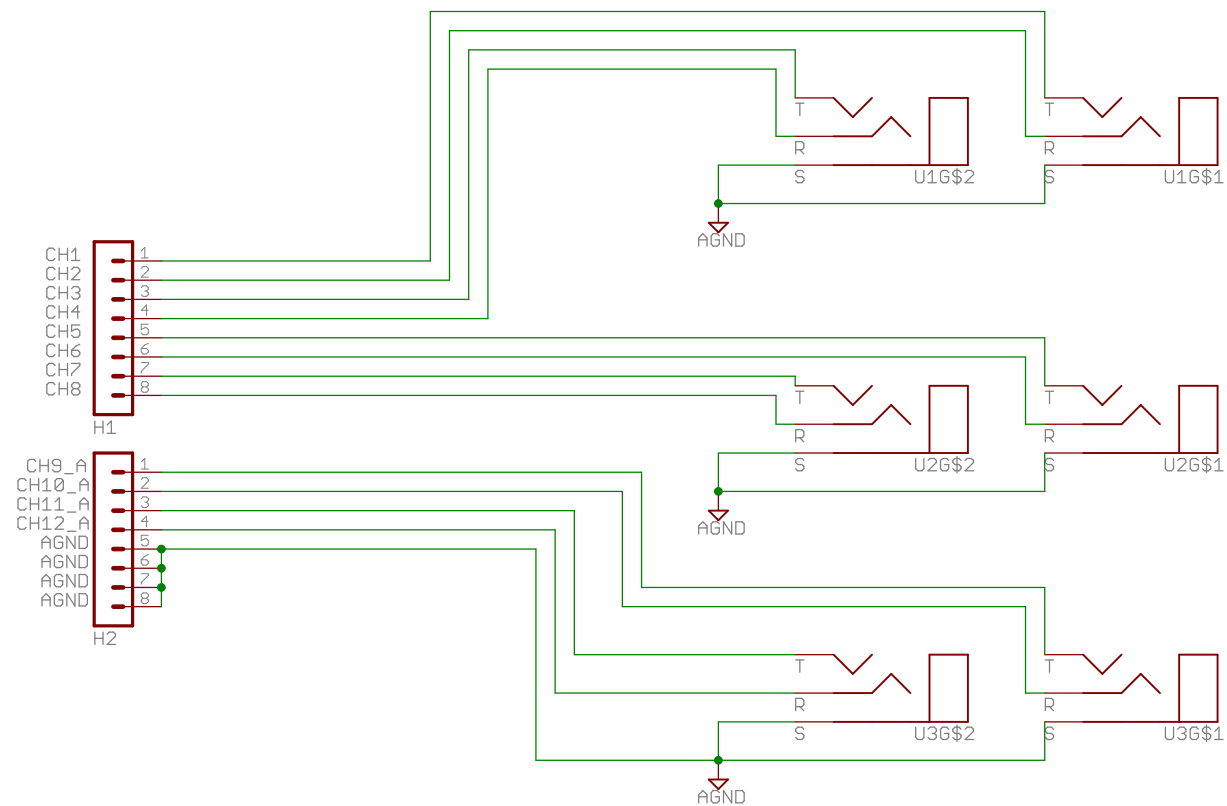 T
T
R
R
S
U1G$2
S
U1G$1
AGND
CH1
1
CH2
2
CH3
3
CH4
4
CH5
5
CH6
6
CH7
7
CH8
8
H1
T
T
R
R
S
U2G$2
S
U2G$1
AGND
CH9_A
1
CH10_A
2
CH11_A
3
CH12_A
4
AGND
5
AGND
6
AGND
7
AGND
8
H2
T
T
R
R
S
U3G$2
S
U3G$1
AGND